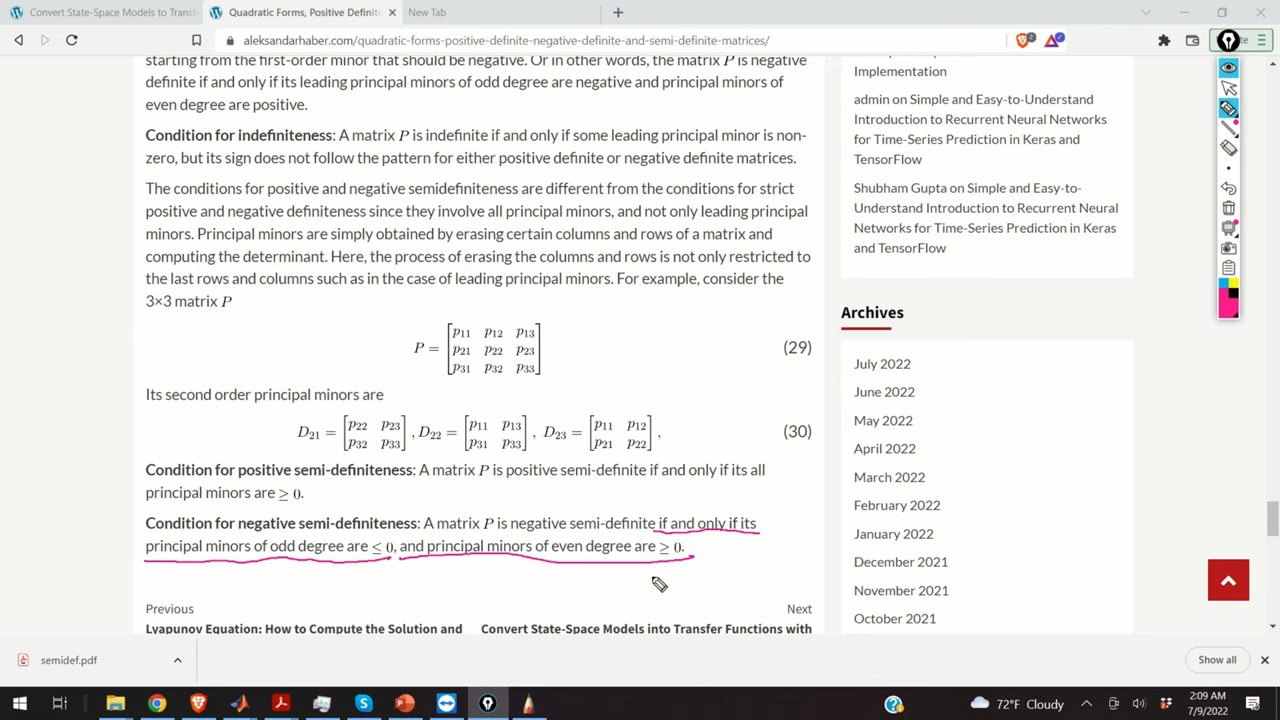 Convert State-Space Models to Transf
Quadratic Forms, Positive Definit
New Tab
aleksandarhaber.com/quadratic-forms-positive-definite-negative-definite-and-semi-definite-matrices/
starting from the first-order minor that should be negative. Or in other words, the matrix P is negative
definite if and only if its leading principal minors of odd degree are negative and principal minors of
even degree are positive.
Condition for indefiniteness: A matrix P is indefinite if and only if some leading principal minor is non-
zero, but its sign does not follow the pattern for either positive definite or negative definite matrices.
The conditions for positive and negative semidefiniteness are different from the conditions for strict
positive and negative definiteness since they involve all principal minors, and not only leading principal
minors. Principal minors are simply obtained by erasing certain columns and rows of a matrix and
computing the determinant. Here, the process of erasing the columns and rows is not only restricted to
the last rows and columns such as in the case of leading principal minors. For example, consider the
3×3 matrix P
P = [p11 p12 p13
p21 p22 p23
p31 p32 p33] (29)
Its second order principal minors are
D21 = [p22 p23
p32 p33], D22 = [p11 p13
p31 p33], D23 = [p11 p12
p21 p22], (30)
Condition for positive semi-definiteness: A matrix P is positive semi-definite if and only if its all
principal minors are ≥ 0.
Condition for negative semi-definiteness: A matrix P is negative semi-definite if and only if its
principal minors of odd degree are ≤ 0, and principal minors of even degree are ≥ 0.
Previous
Next
Lyapunov Equation: How to Compute the Solution and
Convert State-Space Models into Transfer Functions with
Implementation
admin on Simple and Easy-to-Understand
Introduction to Recurrent Neural Networks
for Time-Series Prediction in Keras and
TensorFlow
Shubham Gupta on Simple and Easy-to-
Understand Introduction to Recurrent Neural
Networks for Time-Series Prediction in Keras
and TensorFlow
Archives
July 2022
June 2022
May 2022
April 2022
March 2022
February 2022
January 2022
December 2021
November 2021
October 2021
semidef.pdf
Show all
72°F Cloudy
2:09 AM
7/9/2022